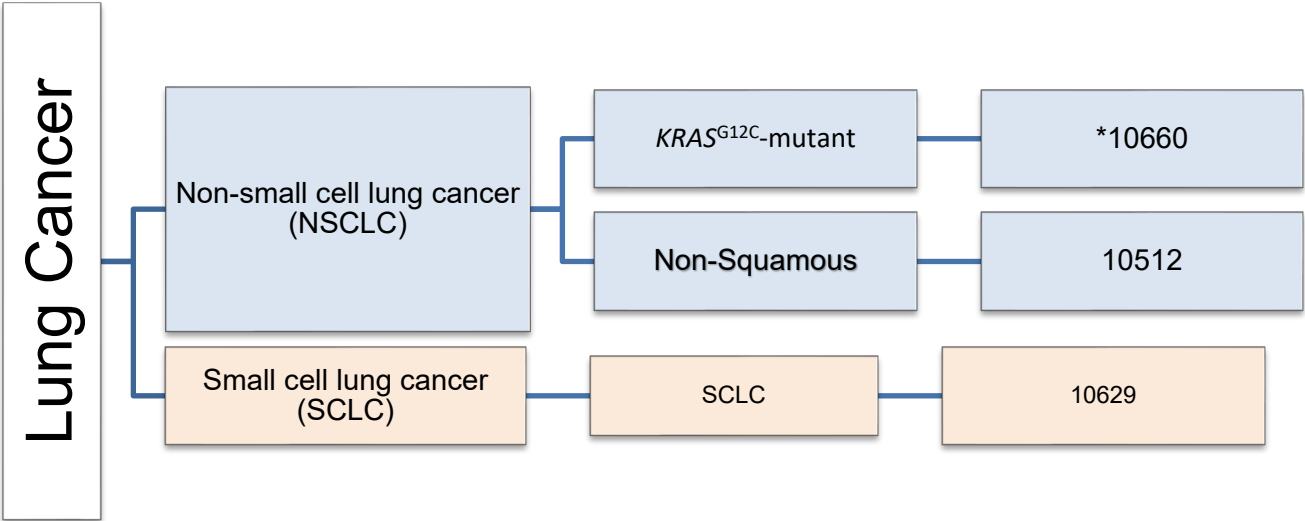 Lung Cancer
Non-small cell lung cancer
(NSCLC)
KRASG12C-mutant
*10660
Non-Squamous
10512
Small cell lung cancer
(SCLC)
SCLC
10629